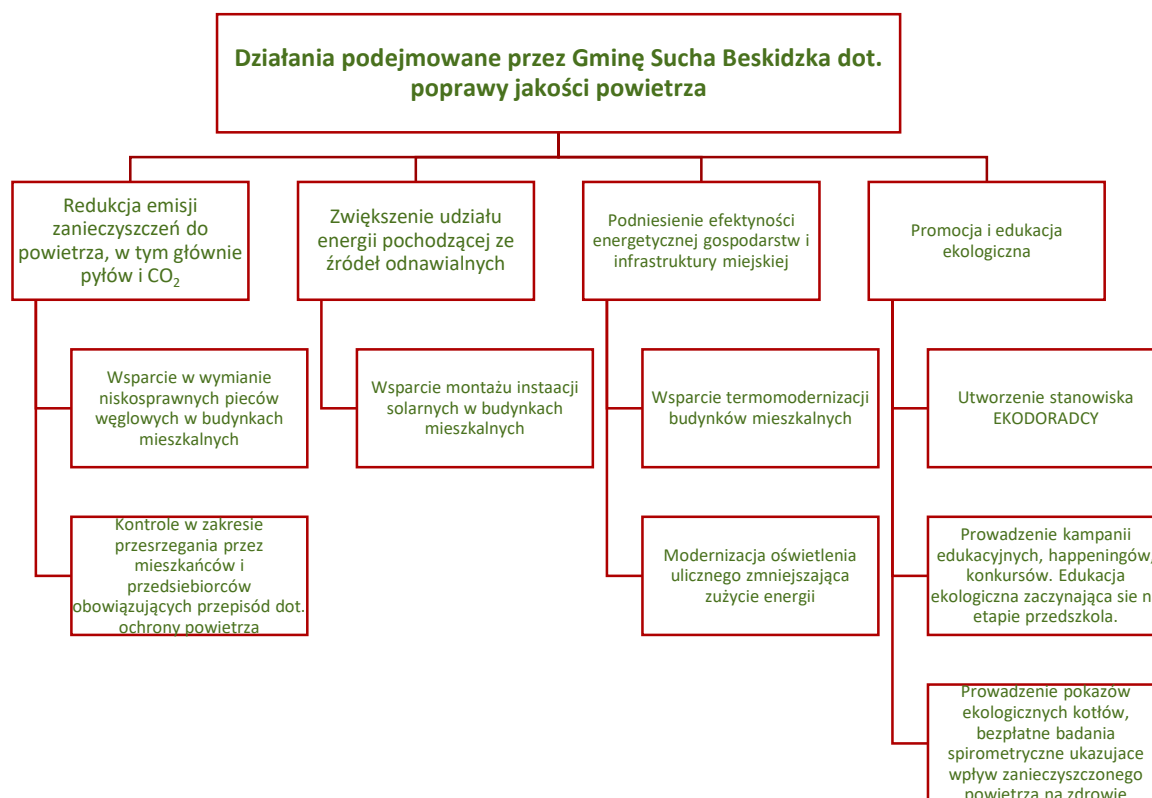 Działania podejmowane przez Gminę Sucha Beskidzka dot.
poprawy jakości powietrza
Redukcja emisji
zanieczyszczeń do
powietrza, w tym głównie
pyłów i CO₂
Wsparcie w wymianie
niskosprawnych pieców
węglowych w budynkach
mieszkalnych
Kontrole w zakresie
przesrzegania przez
mieszkańców i
przedsiebiorców
obowiązujących przepisód dot.
ochrony powietrza
Zwiększenie udziału
energii pochodzącej ze
źródeł odnawialnych
Wsparcie montażu instaacji
solarnych w budynkach
mieszkalnych
Podniesienie efektyności
energetycznej gospodarstw i
infrastruktury miejskiej
Wsparcie termomodernizacji
budynków mieszkalnych
Modernizacja oświetlenia
ulicznego zmniejszająca
zużycie energii
Promocja i edukacja
ekologiczna
Utworzenie stanowiska
EKODORADCY
Prowadzenie kampanii
edukacyjnych, happeningów,
konkursów. Edukacja
ekologiczna zaczynająca sie n
etapie przedszkola.
Prowadzenie pokazów
ekologicznych kotłów,
bezpłatne badania
spirometryczne ukazujace
wpływ zanieczyszczonego
powietrza na zdrowie